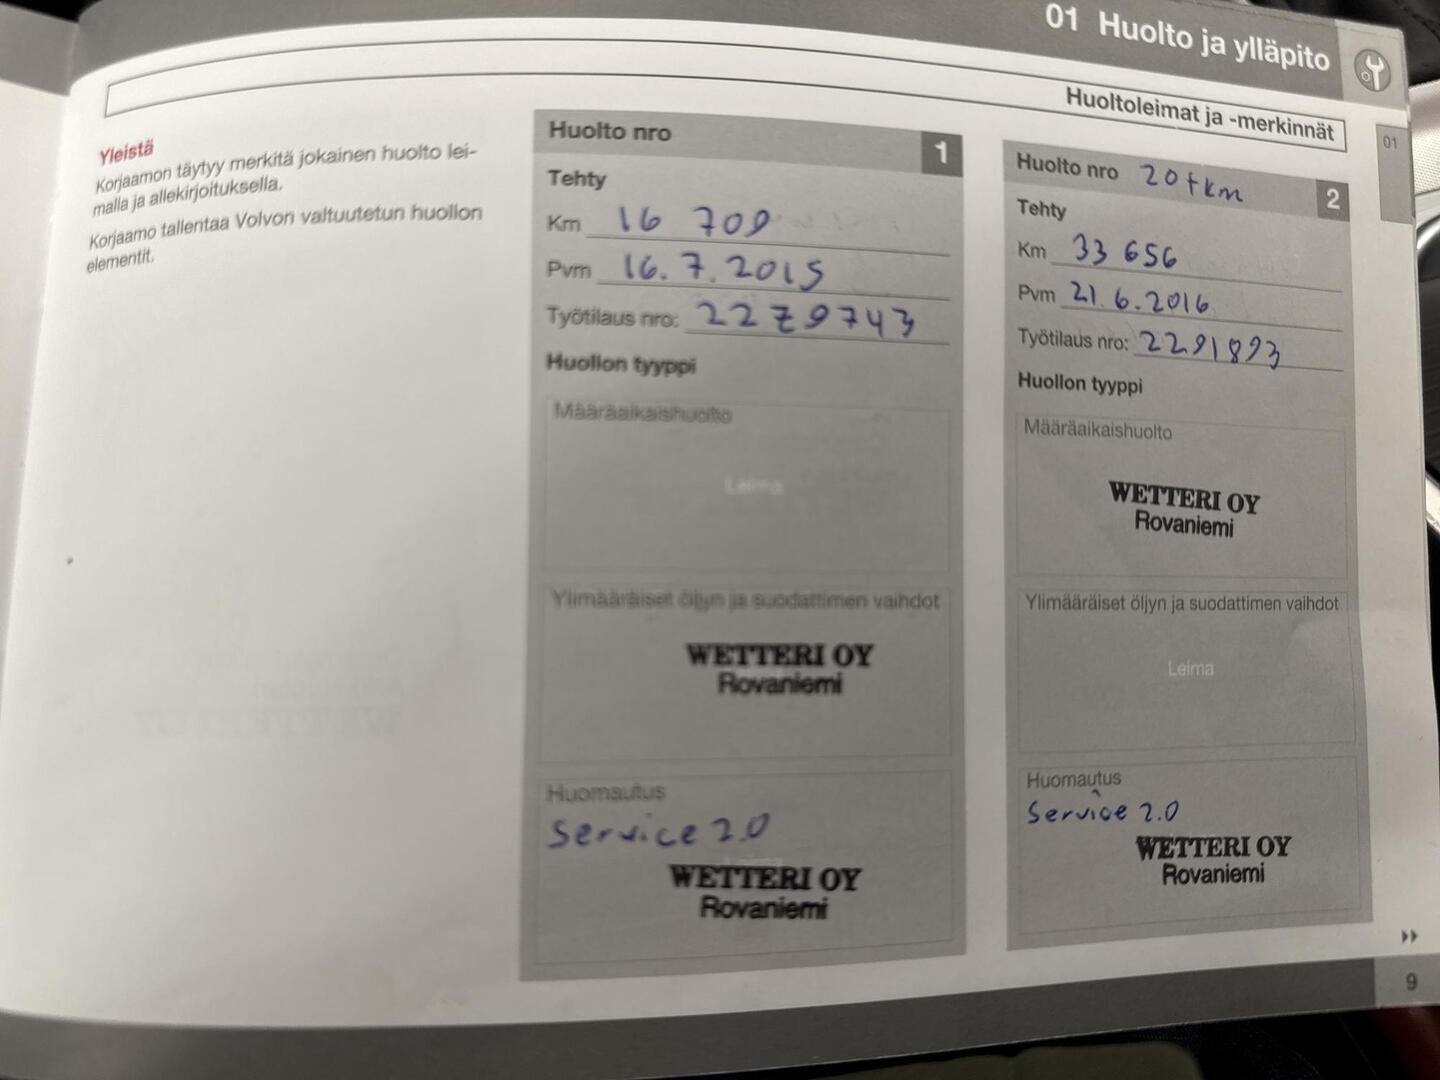 01 Huolto ja ylläpito
Huoltoleimat ja -merkinnät
01
Yleistä
Korjaamon täytyy merkitä jokainen huolto lei-
malla ja allekirjoituksella.
Korjaamo tallentaa Volvon valtuutetun huollon
elementit.
Huolto nro 1
Tehty
Km 16 709
Pvm 16.7.2015
Työtilaus nro: 2279743
Huollon tyyppi
Määräaikaishuolto
Leima
Ylimääräiset öljyn ja suodattimen vaihdot
WETTERI OY
Rovaniemi
Huomautus
Service 2.0
WETTERI OY
Rovaniemi
Huolto nro 20tkm 2
Tehty
Km 33 656
Pvm 21.6.2016
Työtilaus nro: 2291893
Huollon tyyppi
Määräaikaishuolto
WETTERI OY
Rovaniemi
Ylimääräiset öljyn ja suodattimen vaihdot
Leima
Huomautus
Service 2.0
WETTERI OY
Rovaniemi
9